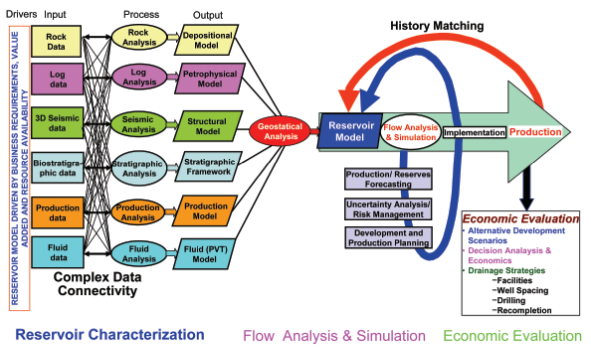 Drivers Input Process Output
History Matching
RESERVOIR MODEL DRIVEN BY BUSINESS REQUIREMENTS, VALUE
ADDED AND RESOURCE AVAILABILITY
Rock
Data
Rock Analysis
Depositional
Model
Log
data
Log
Analysis
Petrophysical
Model
3D Seismic
data
Seismic
Analysis
Structural
Model
Biostratigra-
phic data
Stratigraphic
Analysis
Stratigraphic
Framework
Production
data
Production
Analysis
Production
Model
Fluid
data
Fluid
Analysis
Fluid (PVT)
Model
Complex Data
Connectivity
Geostatical
Analysis
Reservoir
Model
Flow Analysis
& Simulation
Implementation
Production
Production/ Reserves
Forecasting
Uncertainty Analysis/
Risk Management
Development and
Production Planning
Economic Evaluation
• Alternative Development
Scenarios
• Decision Analaysis &
Economics
• Drainage Strategies
−Facilities
−Well Spacing
−Drilling
−Recompletion
Reservoir Characterization Flow Analysis & Simulation Economic Evaluation